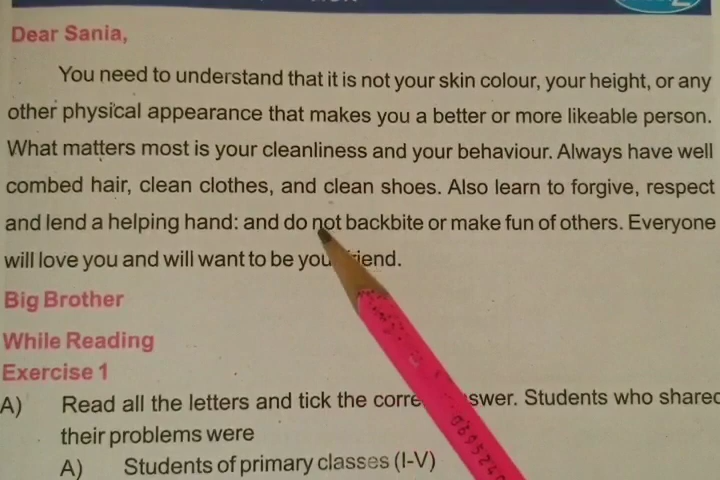 Dear Sania,
You need to understand that it is not your skin colour, your height, or any
other physical appearance that makes you a better or more likeable person.
What matters most is your cleanliness and your behaviour. Always have well
combed hair, clean clothes, and clean shoes. Also learn to forgive, respect
and lend a helping hand: and do not backbite or make fun of others. Everyone
will love you and will want to be
Big Brother
While Reading
Exercise 1
A) Read all the letters and tick the Students who shared
their problems were
A) Students of primary classes (I-V)